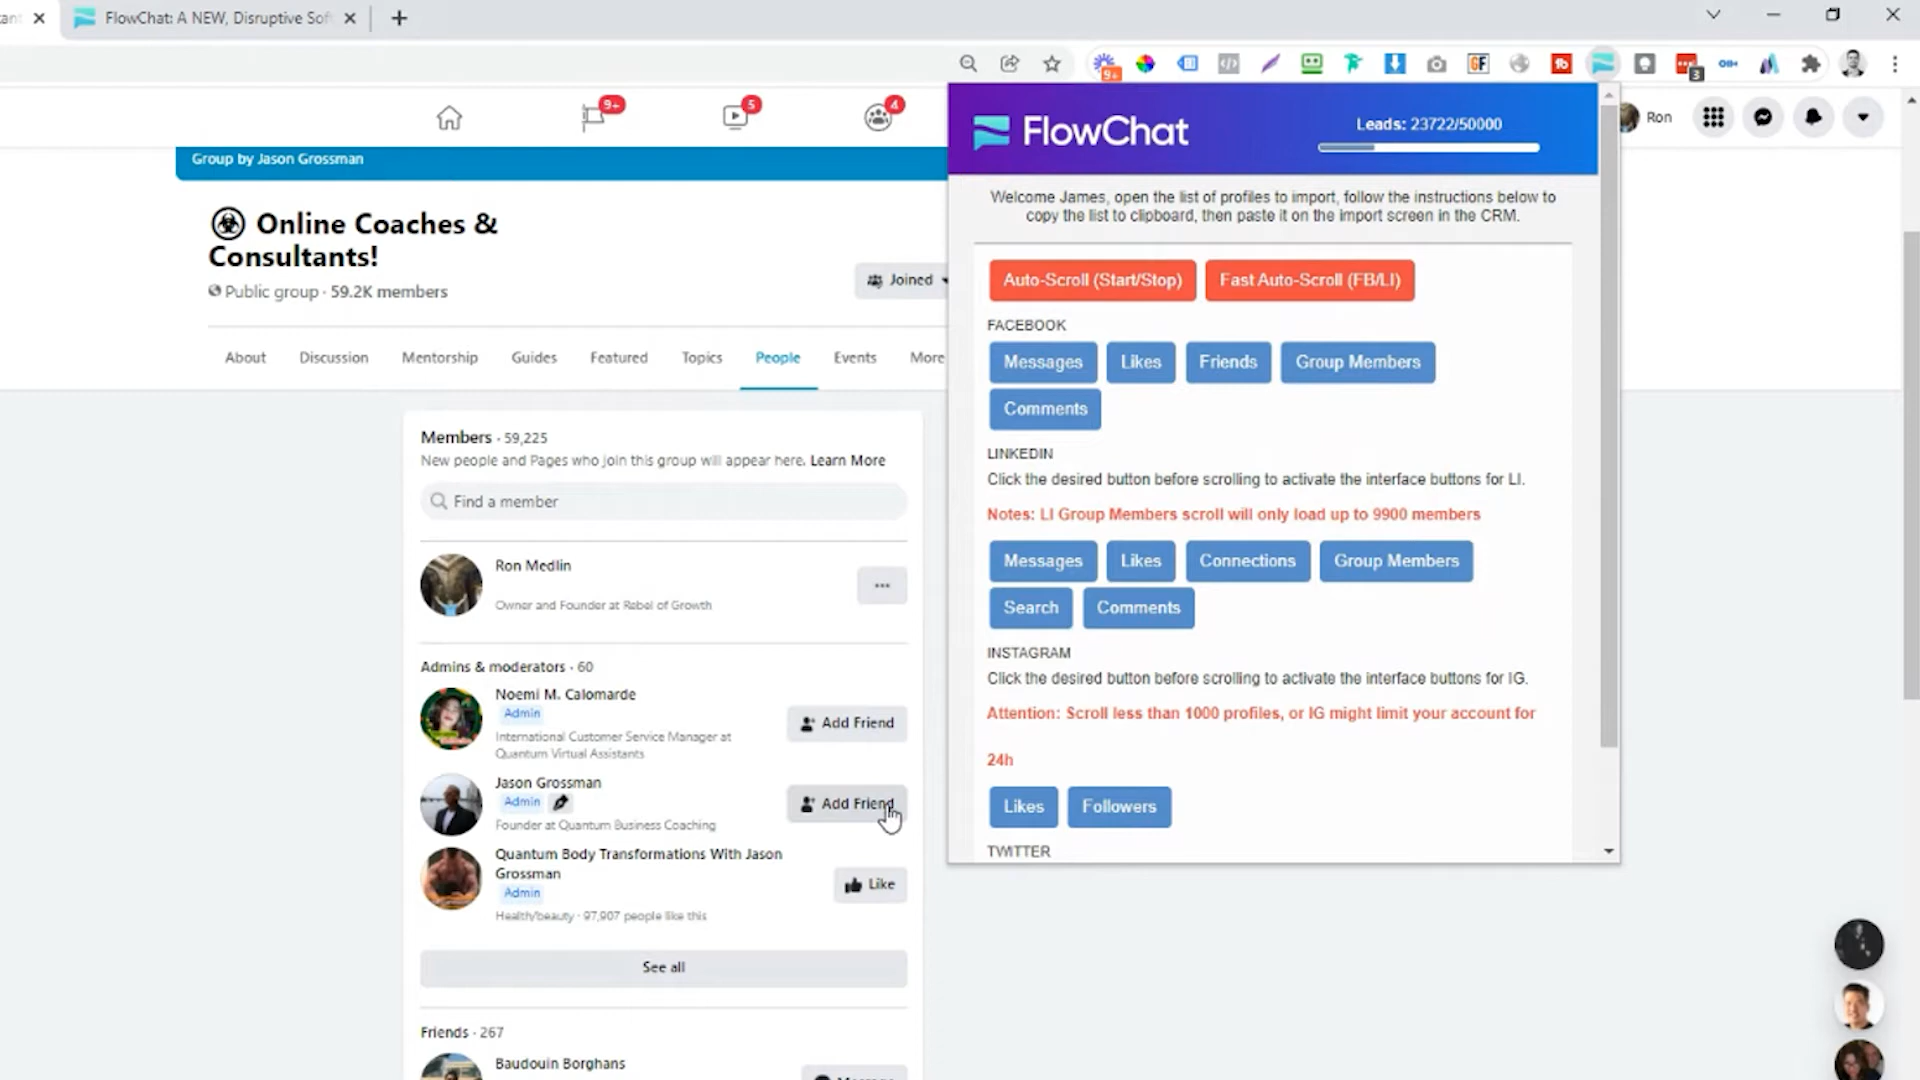 FlowChat: A NEW, Disruptive Sof
9+
3
9+
5
4
Ron
Group by Jason Grossman
Online Coaches &
Consultants!
Public group · 59.2K members
Joined
About
Discussion
Mentorship
Guides
Featured
Topics
People
Events
More
Members · 59,225
New people and Pages who join this group will appear here. Learn More
Find a member
Ron Medlin
Owner and Founder at Rebel of Growth
Admins & moderators · 60
Noemi M. Calomarde
Admin
International Customer Service Manager at
Quantum Virtual Assistants
Add Friend
Jason Grossman
Admin
Founder at Quantum Business Coaching
Add Friend
Quantum Body Transformations With Jason
Grossman
Admin
Health/beauty · 97,907 people like this
Like
See all
Friends · 267
Baudouin Borghans
Message
FlowChat
Leads: 23722/50000
Welcome James, open the list of profiles to import, follow the instructions below to
copy the list to clipboard, then paste it on the import screen in the CRM.
Auto-Scroll (Start/Stop)
Fast Auto-Scroll (FB/LI)
FACEBOOK
Messages
Likes
Friends
Group Members
Comments
LINKEDIN
Click the desired button before scrolling to activate the interface buttons for LI.
Notes: LI Group Members scroll will only load up to 9900 members
Messages
Likes
Connections
Group Members
Search
Comments
INSTAGRAM
Click the desired button before scrolling to activate the interface buttons for IG.
Attention: Scroll less than 1000 profiles, or IG might limit your account for
24h
Likes
Followers
TWITTER